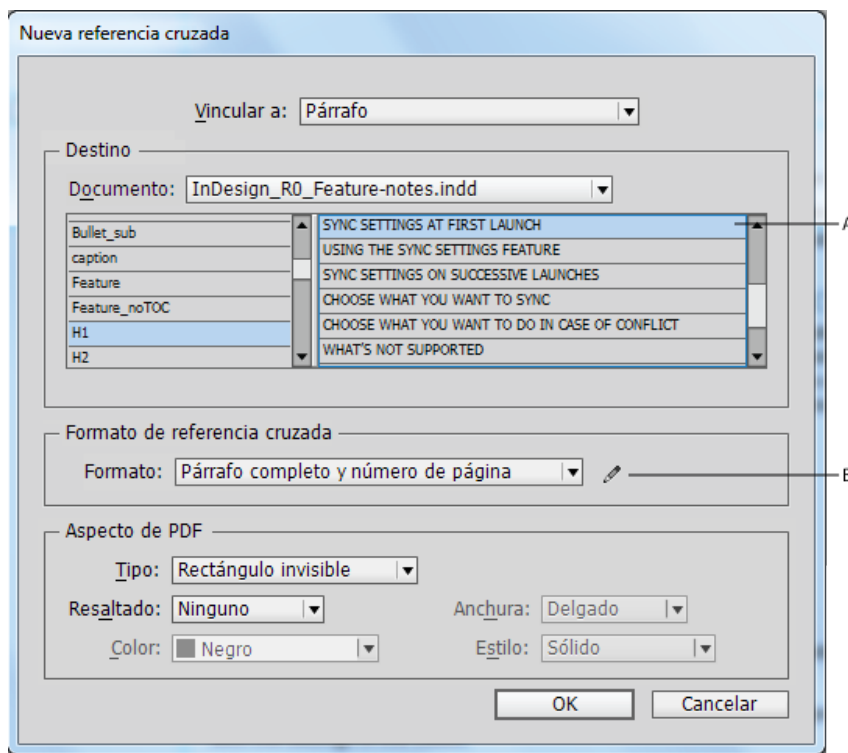 Nueva referencia cruzada
Vincular a: Párrafo
Destino
Documento: InDesign_R0_Feature-notes.indd
Bullet_sub
caption
Feature
Feature_noTOC
H1
H2
SYNC SETTINGS AT FIRST LAUNCH
USING THE SYNC SETTINGS FEATURE
SYNC SETTINGS ON SUCCESSIVE LAUNCHES
CHOOSE WHAT YOU WANT TO SYNC
CHOOSE WHAT YOU WANT TO DO IN CASE OF CONFLICT
WHAT'S NOT SUPPORTED
A
Formato de referencia cruzada
Formato: Párrafo completo y número de página
B
Aspecto de PDF
Tipo: Rectángulo invisible
Resaltado: Ninguno Anchura: Delgado
Color: Negro Estilo: Sólido
OK Cancelar